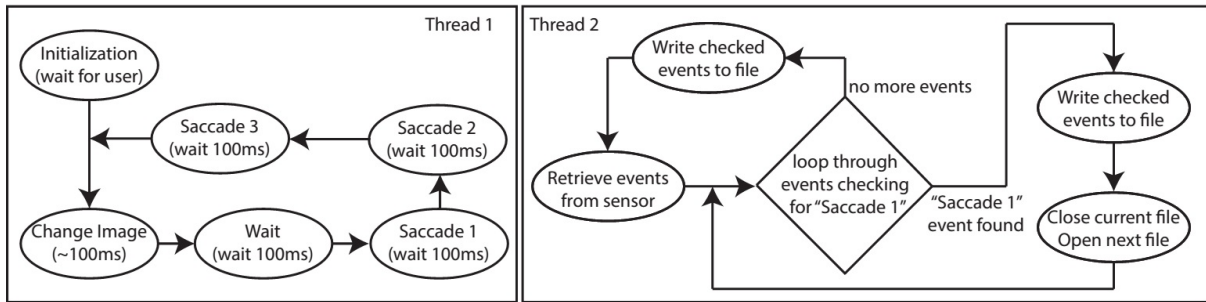 Thread 1
Initialization
(wait for user)
Saccade 3
(wait 100ms)
Saccade 2
(wait 100ms)
Change Image
(~100ms)
Wait
(wait 100ms)
Saccade 1
(wait 100ms)
Thread 2
Write checked
events to file
no more events
Retrieve events
from sensor
loop through
events checking
for “Saccade 1”
“Saccade 1”
event found
Write checked
events to file
Close current file
Open next file